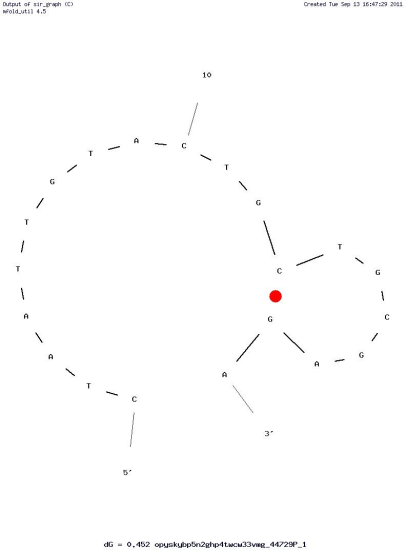 Output of sir_graph (C)
mfold_util 4.5
Created Tue Sep 13 16:47:29 2011
10
C
A
T
G
T
T
A
A
T
C
5'
T
G
C
T
G
C
G
A
G
A
3'
dG = 0.452 opyskybp5n2ghp4twcw33vmg_44729P_1